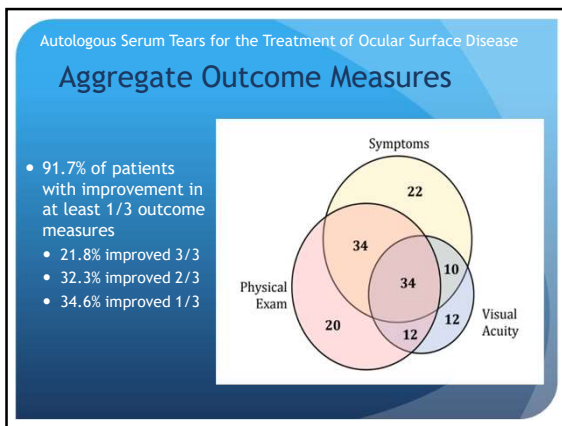 Autologous Serum Tears for the Treatment of Ocular Surface Disease
Aggregate Outcome Measures
• 91.7% of patients
with improvement in
at least 1/3 outcome
measures
• 21.8% improved 3/3
• 32.3% improved 2/3
• 34.6% improved 1/3
Symptoms
22
34
10
34
Physical
Exam
20
12
12
Visual
Acuity